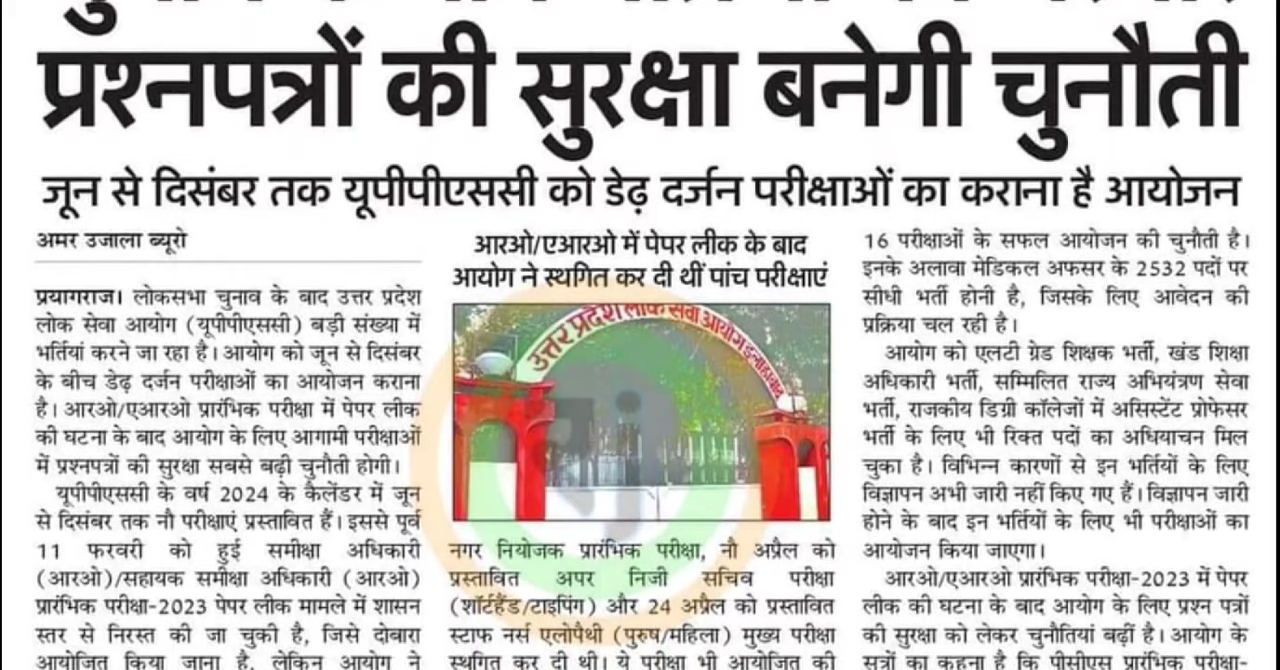 प्रश्नपत्रों की सुरक्षा बनेगी चुनौती
जून से दिसंबर तक यूपीपीएससी को डेढ़ दर्जन परीक्षाओं का कराना है आयोजन
अमर उजाला ब्यूरो
प्रयागराज। लोकसभा चुनाव के बाद उत्तर प्रदेश
लोक सेवा आयोग (यूपीपीएससी) बड़ी संख्या में
भर्तियां करने जा रहा है। आयोग को जून से दिसंबर
के बीच डेढ़ दर्जन परीक्षाओं का आयोजन कराना
है। आरओ/एआरओ प्रारंभिक परीक्षा में पेपर लीक
की घटना के बाद आयोग के लिए आगामी परीक्षाओं
में प्रश्नपत्रों की सुरक्षा सबसे बढ़ी चुनौती होगी।
यूपीपीएससी के वर्ष 2024 के कैलेंडर में जून
से दिसंबर तक नौ परीक्षाएं प्रस्तावित हैं। इससे पूर्व
11 फरवरी को हुई समीक्षा अधिकारी
(आरओ)/सहायक समीक्षा अधिकारी (आरओ)
प्रारंभिक परीक्षा-2023 पेपर लीक मामले में शासन
स्तर से निरस्त की जा चुकी है, जिसे दोबारा
आयोजित किया जाना है, लेकिन आयोग ने
आरओ/एआरओ में पेपर लीक के बाद
आयोग ने स्थगित कर दी थीं पांच परीक्षाएं
उत्तर प्रदेश लोक सेवा आयोग इलाहाबाद
नगर नियोजक प्रारंभिक परीक्षा, नौ अप्रैल को
प्रस्तावित अपर निजी सचिव परीक्षा
(शॉर्टहैंड/टाइपिंग) और 24 अप्रैल को प्रस्तावित
स्टाफ नर्स एलोपैथी (पुरुष/महिला) मुख्य परीक्षा
स्थगित कर दी थी। ये परीक्षा भी आयोजित की
16 परीक्षाओं के सफल आयोजन की चुनौती है।
इनके अलावा मेडिकल अफसर के 2532 पदों पर
सीधी भर्ती होनी है, जिसके लिए आवेदन की
प्रक्रिया चल रही है।
आयोग को एलटी ग्रेड शिक्षक भर्ती, खंड शिक्षा
अधिकारी भर्ती, सम्मिलित राज्य अभियंत्रण सेवा
भर्ती, राजकीय डिग्री कॉलेजों में असिस्टेंट प्रोफेसर
भर्ती के लिए भी रिक्त पदों का अधियाचन मिल
चुका है। विभिन्न कारणों से इन भर्तियों के लिए
विज्ञापन अभी जारी नहीं किए गए हैं। विज्ञापन जारी
होने के बाद इन भर्तियों के लिए भी परीक्षाओं का
आयोजन किया जाएगा।
आरओ/एआरओ प्रारंभिक परीक्षा-2023 में पेपर
लीक की घटना के बाद आयोग के लिए प्रश्न पत्रों
की सुरक्षा को लेकर चुनौतियां बढ़ीं है। आयोग के
सूत्रों का कहना है कि पीसीएस प्रारंभिक परीक्षा-